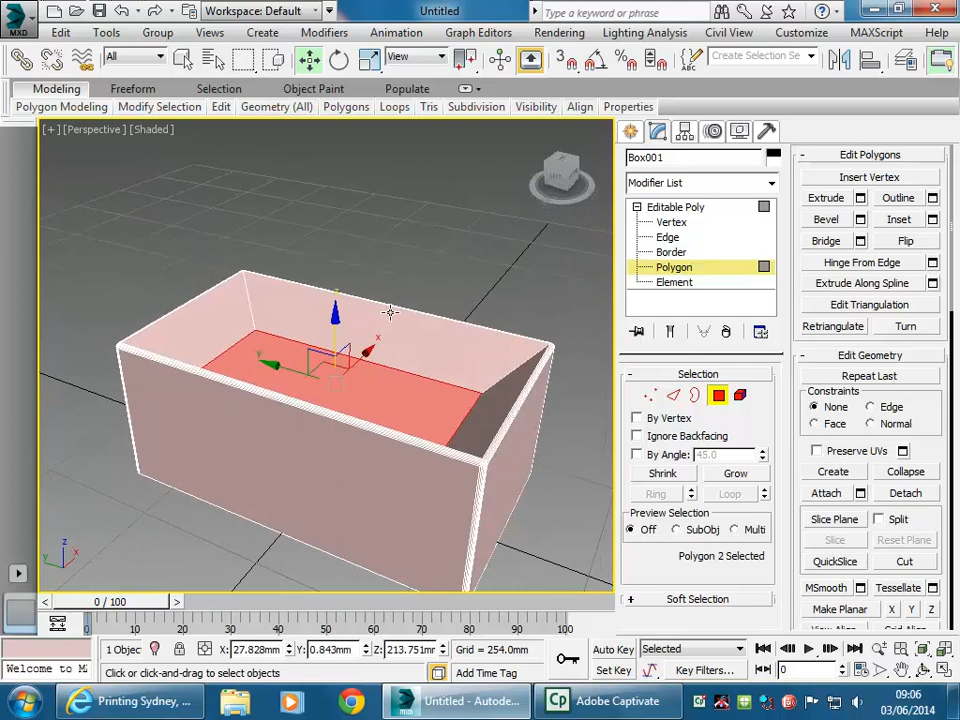 Workspace: Default
Untitled
Type a keyword or phrase
MXD
Edit Tools Group Views Create Modifiers Animation Graph Editors Rendering Lighting Analysis Civil View Customize MAXScript Help
All
View
3
Create Selection Se
Modeling Freeform Selection Object Paint Populate
Polygon Modeling Modify Selection Edit Geometry (All) Polygons Loops Tris Subdivision Visibility Align Properties
[+] [Perspective] [Shaded]
z
x
y
z
x
y
Box001
Modifier List
Editable Poly
Vertex
Edge
Border
Polygon
Element
- Selection
By Vertex
Ignore Backfacing
By Angle: 45.0
Shrink Grow
Ring Loop
Preview Selection
Off SubObj Multi
Polygon 2 Selected
+ Soft Selection
- Edit Polygons
Insert Vertex
Extrude Outline
Bevel Inset
Bridge Flip
Hinge From Edge
Extrude Along Spline
Edit Triangulation
Retriangulate Turn
- Edit Geometry
Repeat Last
Constraints
None Edge
Face Normal
Preserve UVs
Create Collapse
Attach Detach
Slice Plane Split
Slice Reset Plane
QuickSlice Cut
MSmooth Tessellate
Make Planar X Y Z
0 / 100
0 10 20 30 40 50 60 70 80 90 100
1 Object X: 27.828mm Y: 0.843mm Z: 213.751mm Grid = 254.0mm
Auto Key Selected
Set Key Key Filters... 0
Welcome to M
Click or click-and-drag to select objects
Add Time Tag
Printing Sydney, ...
Untitled - Autode...
Cp Adobe Captivate
09:06
03/06/2014